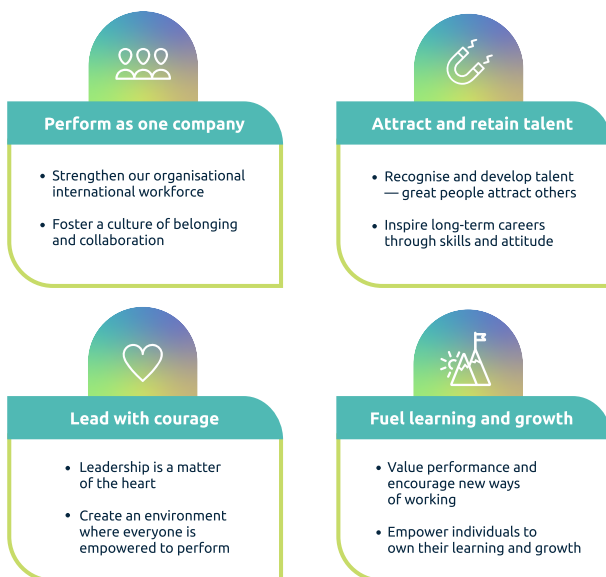 Perform as one company
• Strengthen our organisational
international workforce
• Foster a culture of belonging
and collaboration
Attract and retain talent
• Recognise and develop talent
— great people attract others
• Inspire long-term careers
through skills and attitude
Lead with courage
• Leadership is a matter
of the heart
• Create an environment
where everyone is
empowered to perform
Fuel learning and growth
• Value performance and
encourage new ways
of working
• Empower individuals to
own their learning and growth